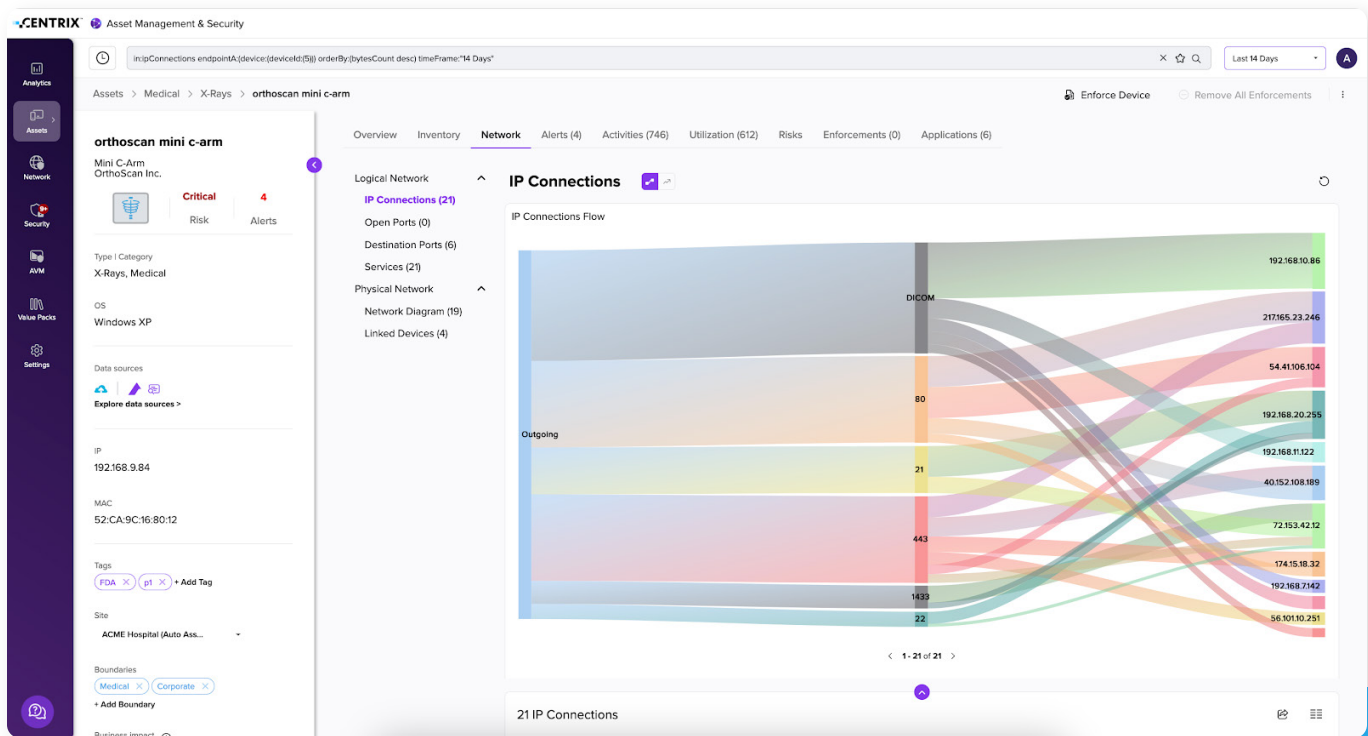 CENTRIX Asset Management & Security
in:ipConnections endpointA:(device:(deviceId:(5))) orderBy:(bytesCount desc) timeFrame:"14 Days"
Last 14 Days
A
Analytics
Assets
Network
9+
Security
AVM
Value Packs
Settings
Assets > Medical > X-Rays > orthoscan mini c-arm
Enforce Device
Remove All Enforcements
orthoscan mini c-arm
Mini C-Arm
OrthoScan Inc.
Critical
Risk
4
Alerts
Type | Category
X-Rays, Medical
OS
Windows XP
Data sources
Explore data sources >
IP
192.168.9.84
MAC
52:CA:9C:16:80:12
Tags
FDA
p1
+ Add Tag
Site
ACME Hospital (Auto Ass...
Boundaries
Medical
Corporate
+ Add Boundary
Business impact
Overview
Inventory
Network
Alerts (4)
Activities (746)
Utilization (612)
Risks
Enforcements (0)
Applications (6)
Logical Network
IP Connections (21)
Open Ports (0)
Destination Ports (6)
Services (21)
Physical Network
Network Diagram (19)
Linked Devices (4)
IP Connections
IP Connections Flow
Outgoing
DICOM
80
21
443
1433
22
192.168.10.86
217.165.23.246
54.41.106.104
192.168.20.255
192.168.11.122
40.152.108.189
72.153.42.12
174.15.18.32
192.168.7.142
56.101.10.251
< 1 - 21 of 21 >
21 IP Connections